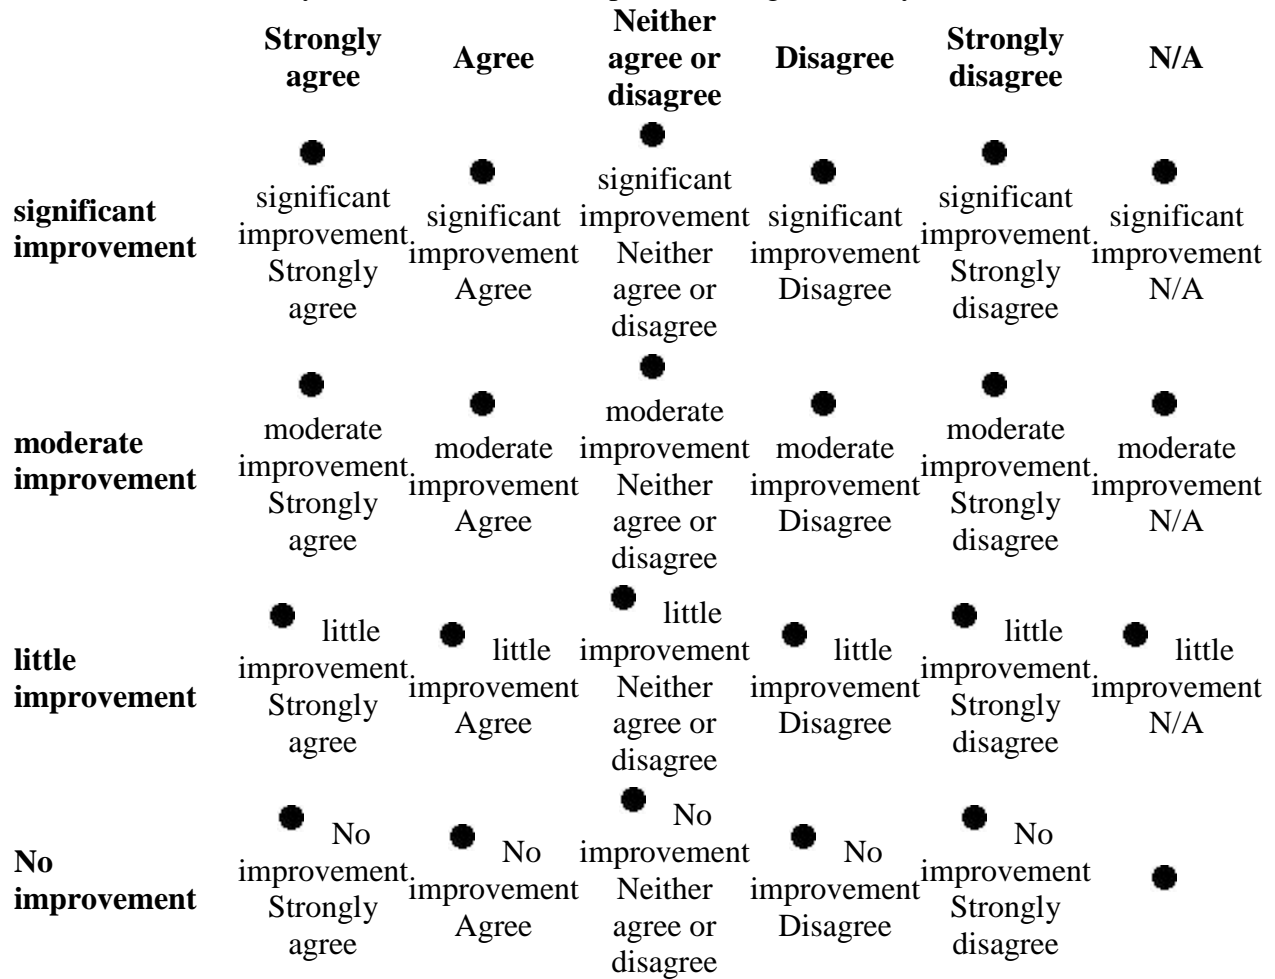 Strongly
agree
Agree
Neither
agree or
disagree
Disagree
Strongly
disagree
N/A
significant
improvement
significant
improvement
Strongly
agree
significant
improvement
Agree
significant
improvement
Neither
agree or
disagree
significant
improvement
Disagree
significant
improvement
Strongly
disagree
significant
improvement
N/A
moderate
improvement
moderate
improvement
Strongly
agree
moderate
improvement
Agree
moderate
improvement
Neither
agree or
disagree
moderate
improvement
Disagree
moderate
improvement
Strongly
disagree
moderate
improvement
N/A
little
improvement
little
improvement
Strongly
agree
little
improvement
Agree
little
improvement
Neither
agree or
disagree
little
improvement
Disagree
little
improvement
Strongly
disagree
little
improvement
N/A
No
improvement
No
improvement
Strongly
agree
No
improvement
Agree
No
improvement
Neither
agree or
disagree
No
improvement
Disagree
No
improvement
Strongly
disagree